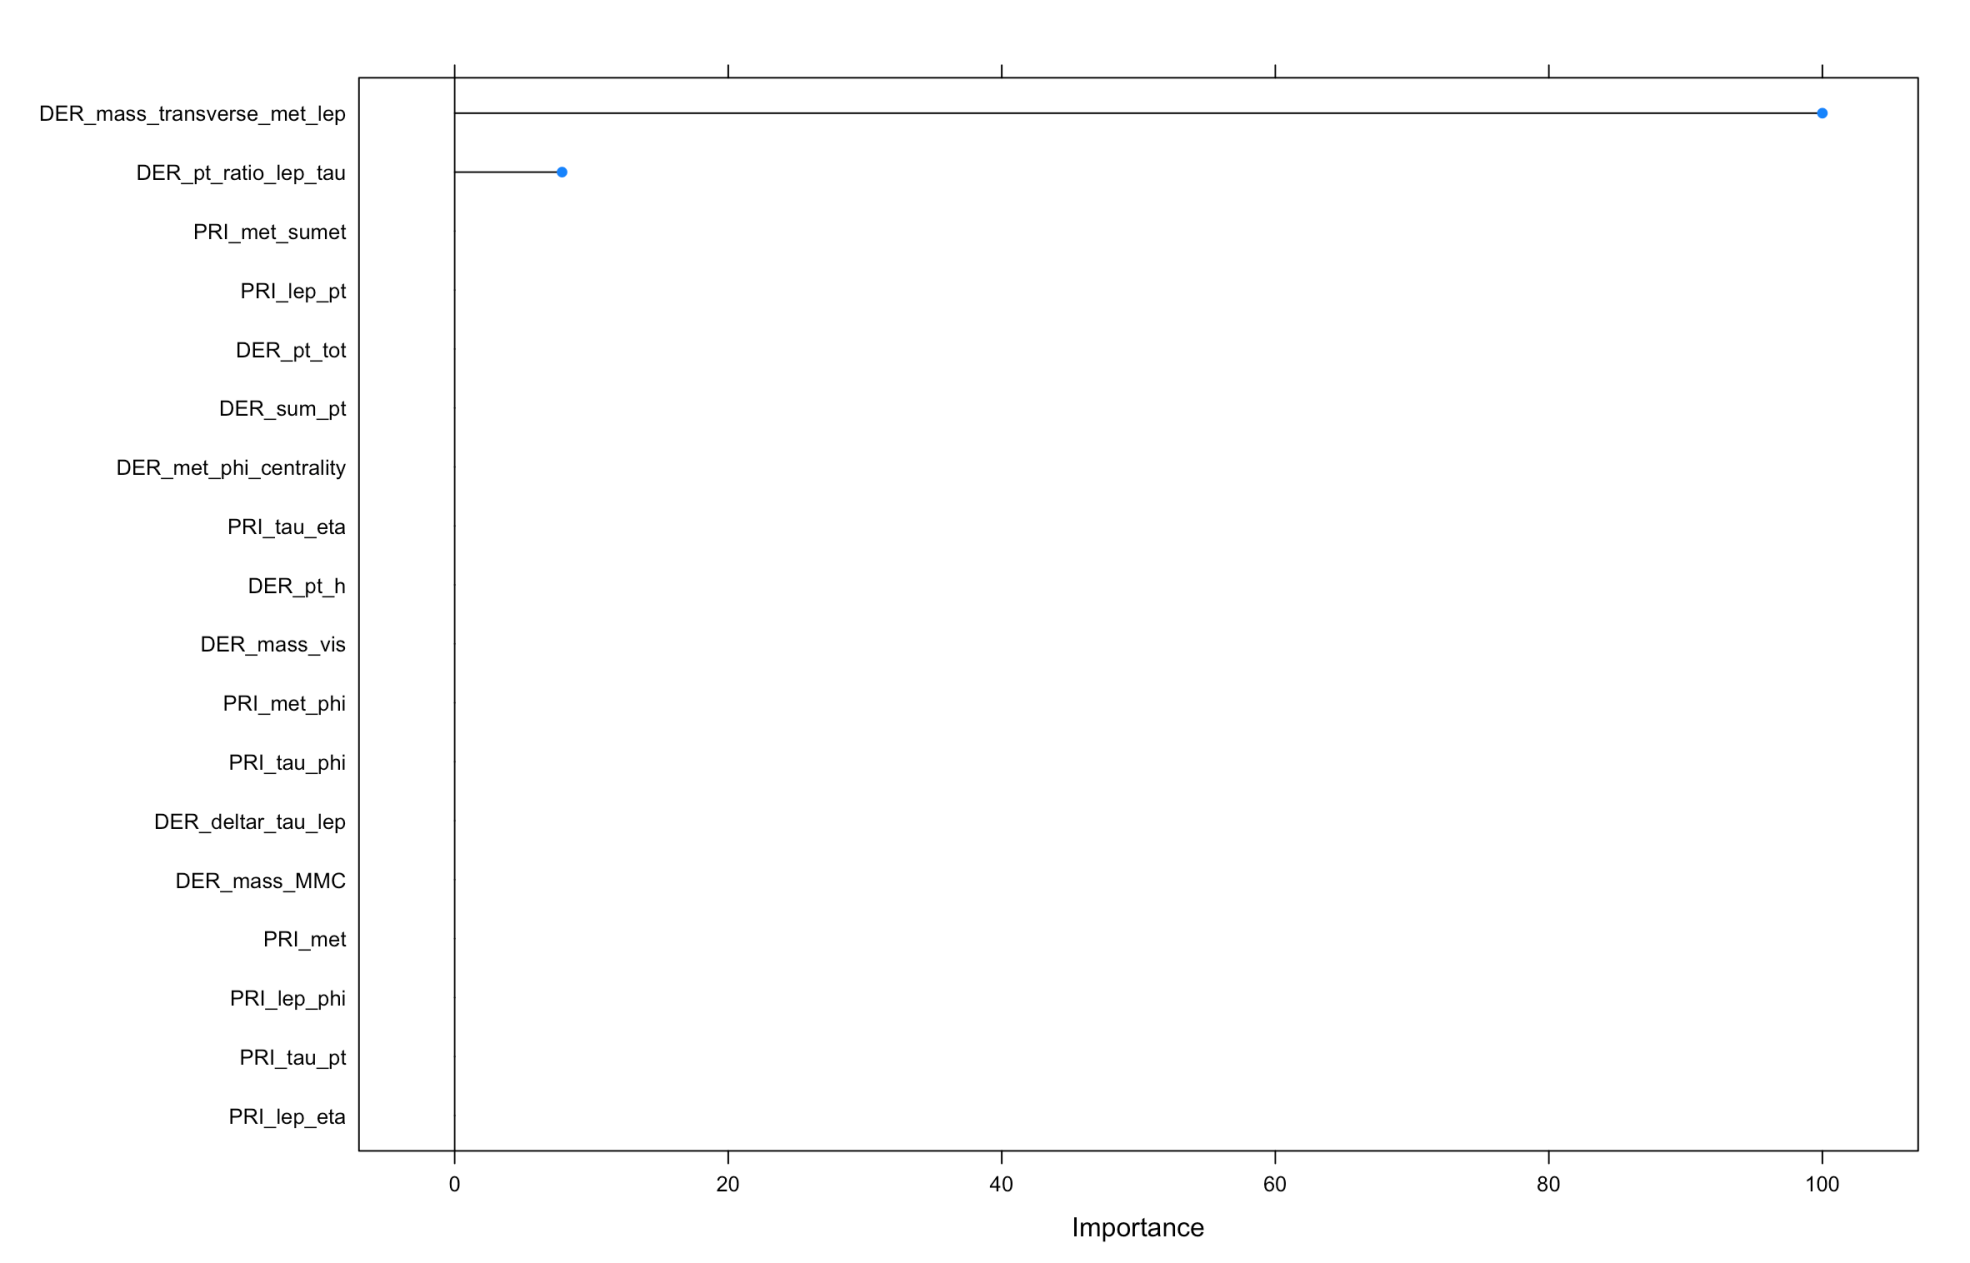 DER_mass_transverse_met_lep
DER_pt_ratio_lep_tau
PRI_met_sumet
PRI_lep_pt
DER_pt_tot
DER_sum_pt
DER_met_phi_centrality
PRI_tau_eta
DER_pt_h
DER_mass_vis
PRI_met_phi
PRI_tau_phi
DER_deltar_tau_lep
DER_mass_MMC
PRI_met
PRI_lep_phi
PRI_tau_pt
PRI_lep_eta
0 20 40 60 80 100
Importance